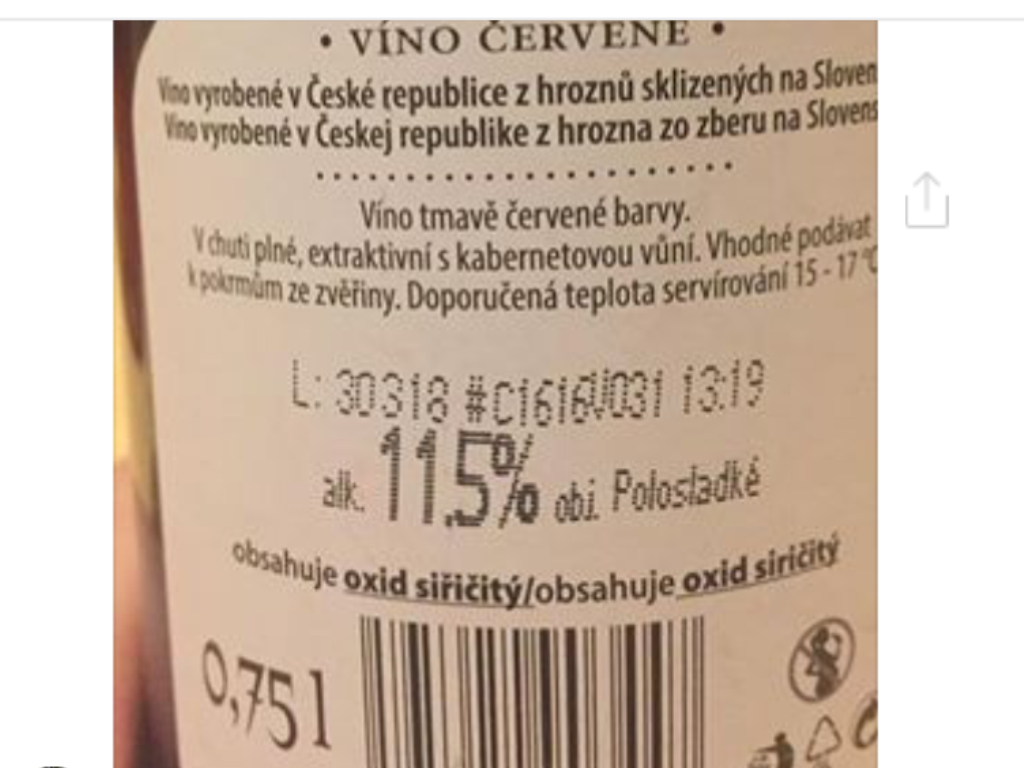 • VÍNO ČERVENÉ •
Víno vyrobené v České republice z hroznů sklizených na Sloven
Víno vyrobené v Českej republike z hrozna zo zberu na Slovens
Víno tmavě červené barvy.
V chuti plné, extraktivní s kabernetovou vůní. Vhodné podávat
k pokrmům ze zvěřiny. Doporučená teplota servírování 15 - 17 °C
L: 30318 #C1616V031 13:19
alk. 11,5% obj. Polosladké
obsahuje oxid siřičitý/obsahuje oxid siričitý
0,75 l